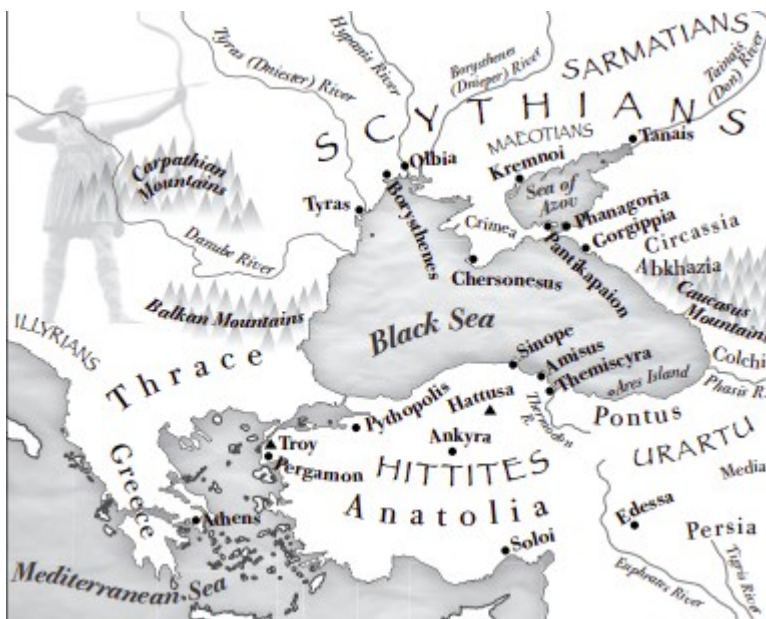 Tyras (Dniester) River
Hypanis River
Borysthenes
(Dnieper) River
SARMATIANS
Tainais
(Don) River
SCYTHIANS
MAEOTIANS
Tanais
Carpathian
Mountains
Olbia
Kremnoi
Sea of
Azov
Borysthenes
Tyras
Crimea
Phanagoria
Gorgippia
Pantikapaion
Circassia
Abkhazia
Danube River
Chersonesus
Caucasus
Mountains
Balkan Mountains
Black Sea
ILLYRIANS
Thrace
Sinope
Amisus
Themiscyra
Ares Island
Colchi
Phasis R.
Hattusa
Thermodon
R.
Pontus
Pythopolis
Troy
Pergamon
Ankyra
HITTITES
URARTU
Media
Greece
Anatolia
Athens
Edessa
Persia
Soloi
Mediterranean Sea
Euphrates River
Tigris River